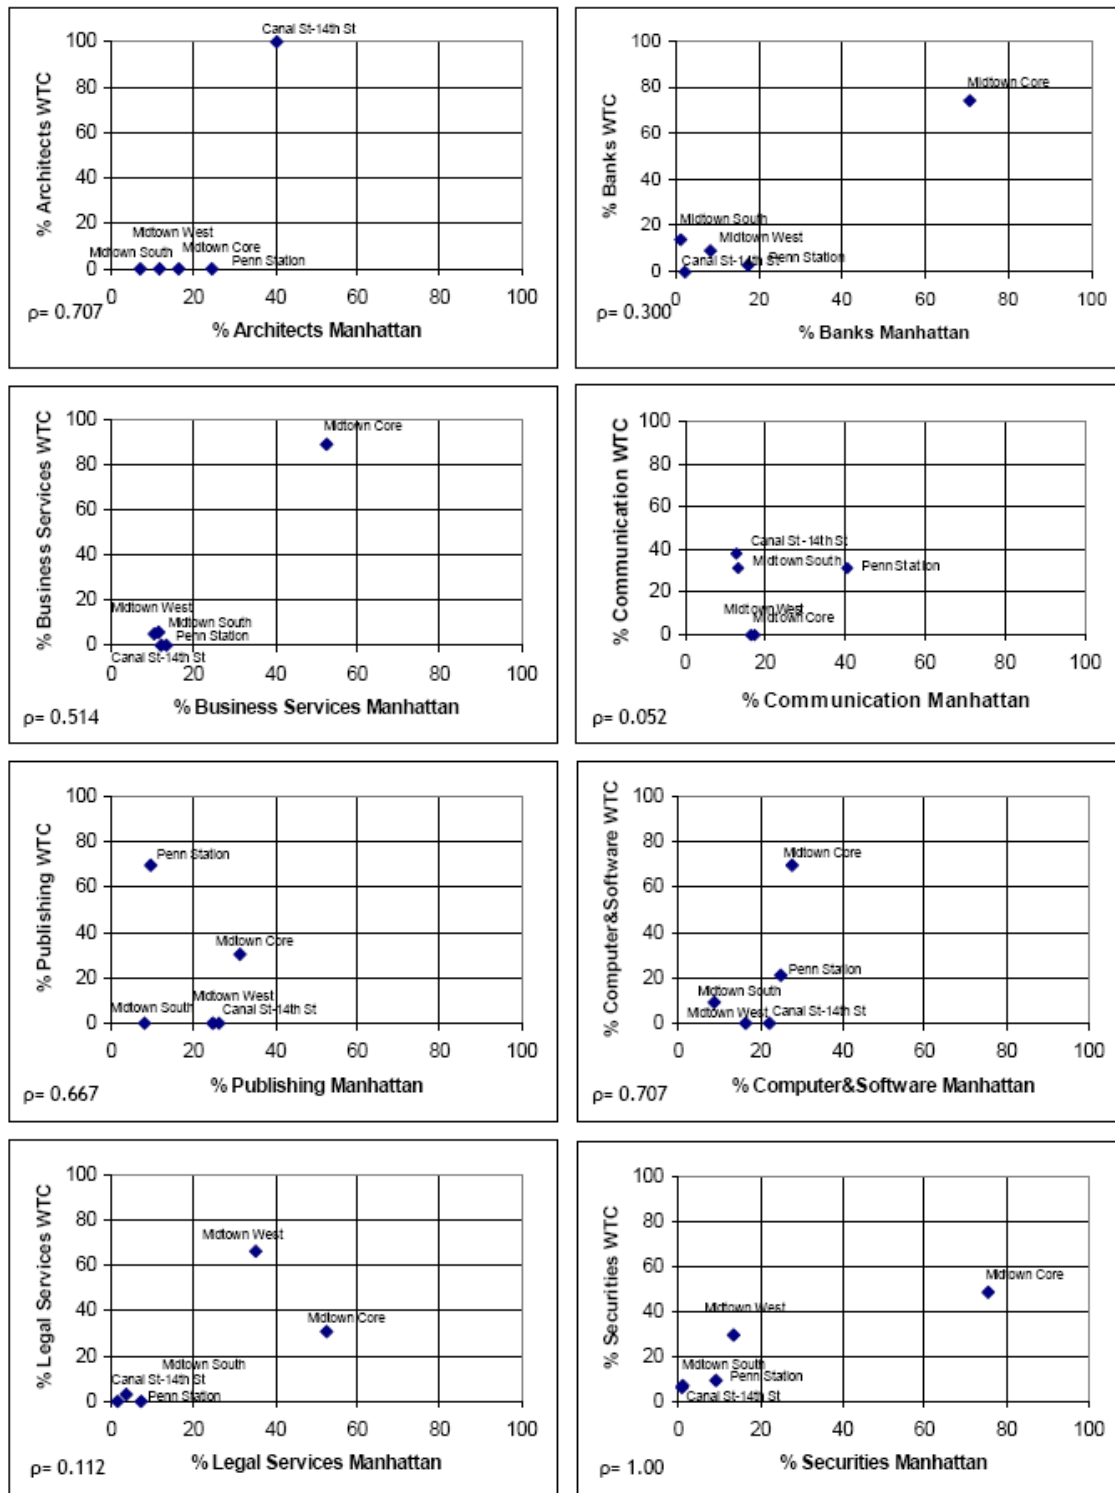 Canal St-14th St
100
80
60
40
20
0
% Architects WTC
Midtown West
Midtown South
Midtown Core
Penn Station
0 20 40 60 80 100
ρ= 0.707
% Architects Manhattan
100
80
60
40
20
0
% Banks WTC
Midtown Core
Midtown South
Midtown West
Canal St-14th St
Penn Station
0 20 40 60 80 100
ρ= 0.300
% Banks Manhattan
100
80
60
40
20
0
% Business Services WTC
Midtown Core
Midtown West
Midtown South
Penn Station
Canal St-14th St
0 20 40 60 80 100
% Business Services Manhattan
ρ= 0.514
100
80
60
40
20
0
% Communication WTC
Canal St-14th St
Midtown South
Penn Station
Midtown West
Midtown Core
0 20 40 60 80 100
% Communication Manhattan
ρ= 0.052
100
80
60
40
20
0
% Publishing WTC
Penn Station
Midtown Core
Midtown West
Midtown South
Canal St-14th St
0 20 40 60 80 100
% Publishing Manhattan
ρ= 0.667
100
80
60
40
20
0
% Computer&Software WTC
Midtown Core
Penn Station
Midtown South
Midtown West
Canal St-14th St
0 20 40 60 80 100
% Computer&Software Manhattan
ρ= 0.707
100
80
60
40
20
0
% Legal Services WTC
Midtown West
Midtown Core
Midtown South
Canal St-14th St
Penn Station
0 20 40 60 80 100
% Legal Services Manhattan
ρ= 0.112
100
80
60
40
20
0
% Securities WTC
Midtown Core
Midtown West
Midtown South
Penn Station
Canal St-14th St
0 20 40 60 80 100
% Securities Manhattan
ρ= 1.00